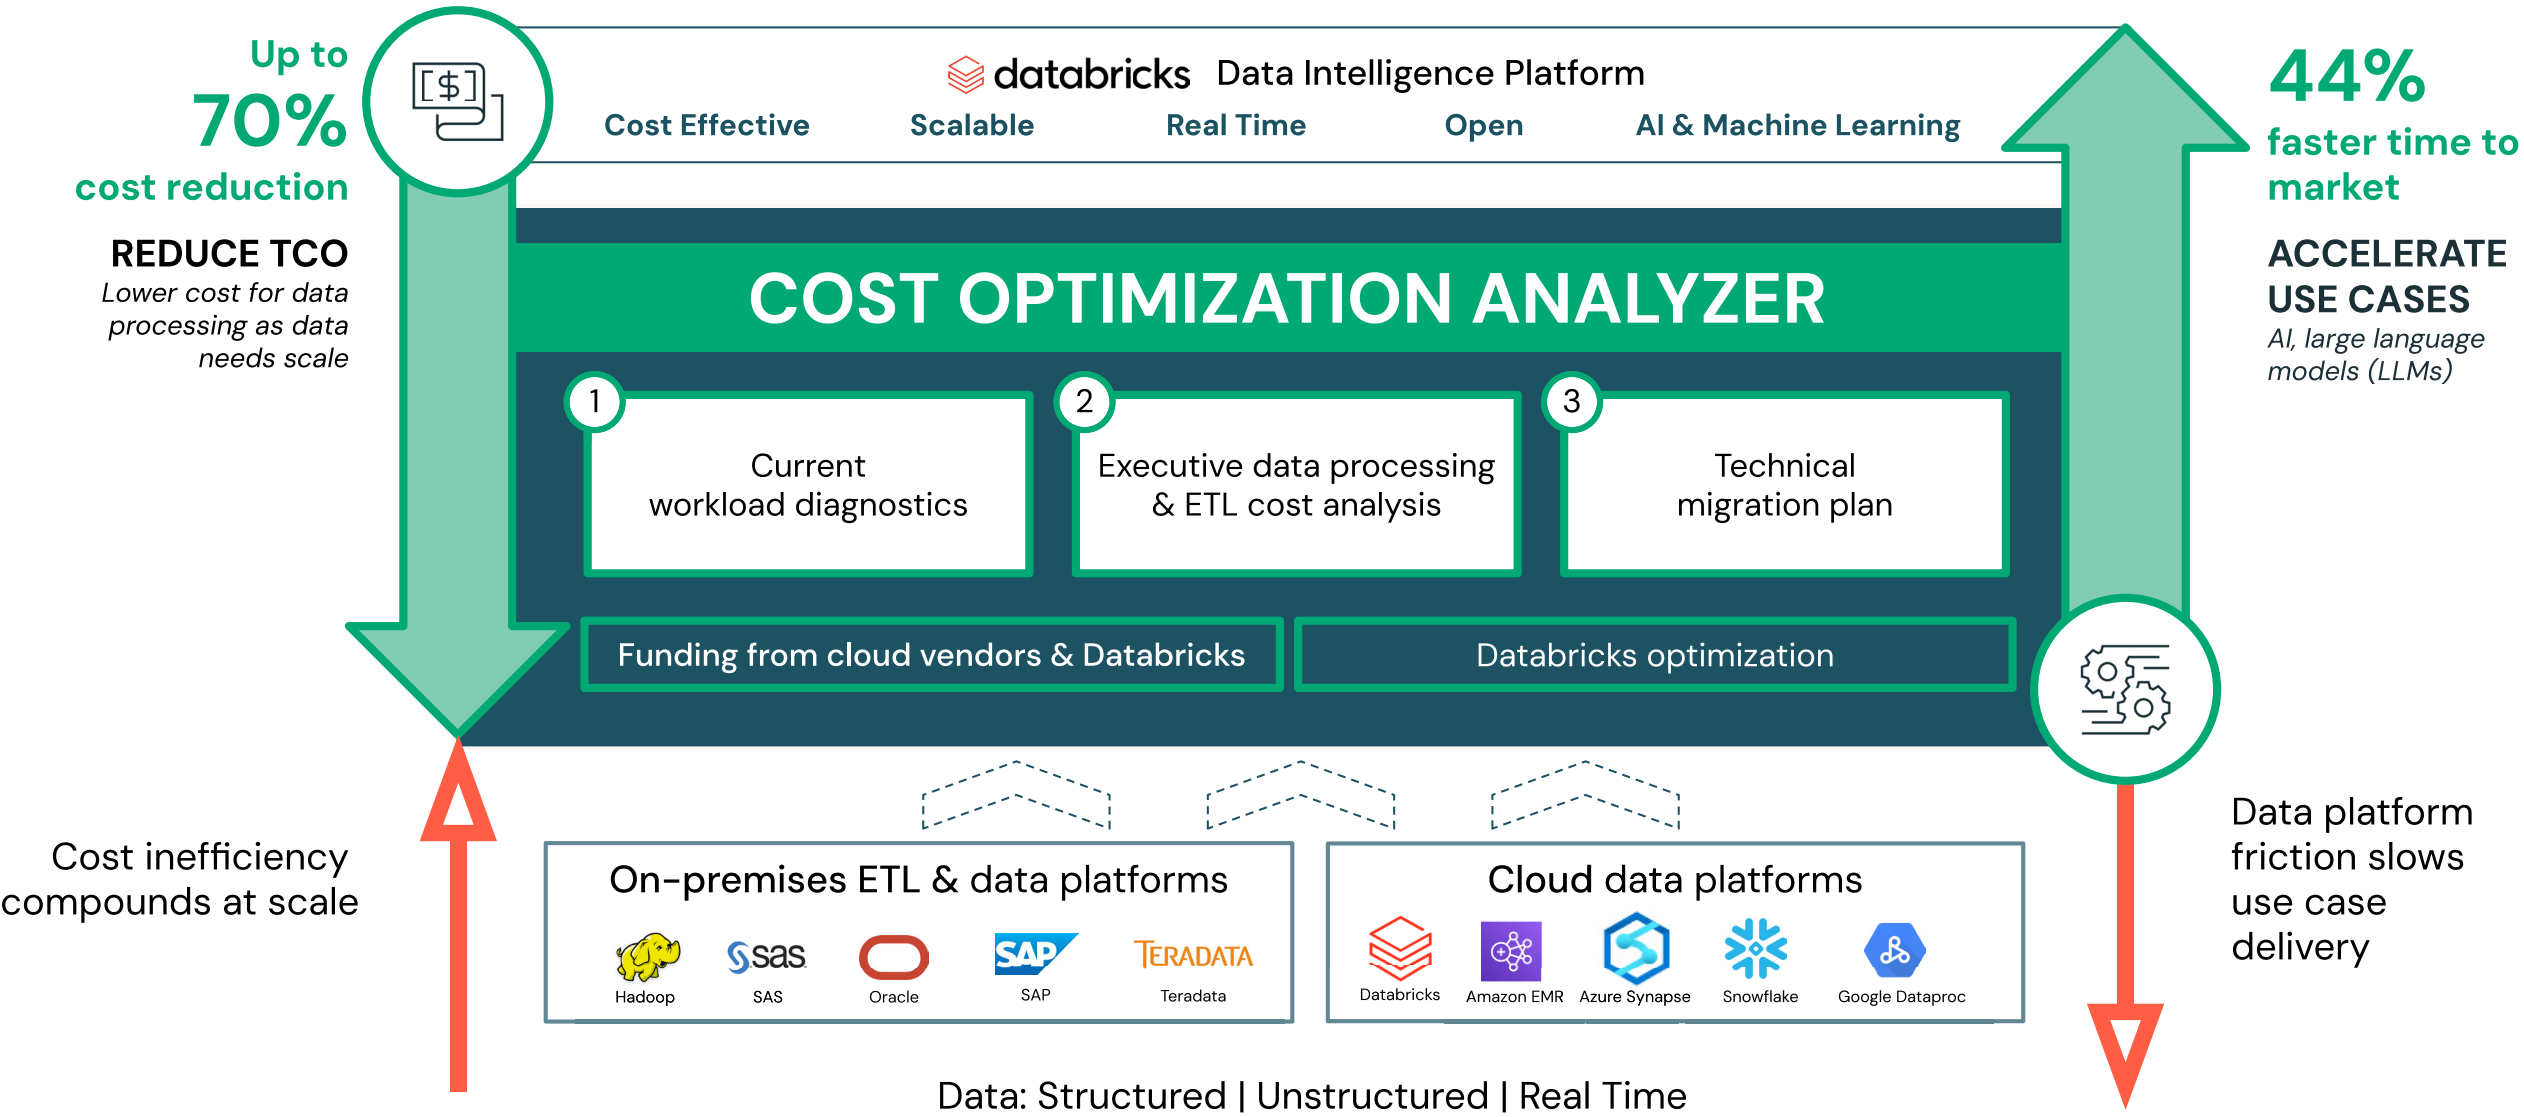 Up to
70%
cost reduction
REDUCE TCO
Lower cost for data
processing as data
needs scale
[$]
databricks Data Intelligence Platform
Cost Effective Scalable Real Time Open AI & Machine Learning
44%
faster time to
market
ACCELERATE
USE CASES
AI, large language
models (LLMs)
COST OPTIMIZATION ANALYZER
1
Current
workload diagnostics
2
Executive data processing
& ETL cost analysis
3
Technical
migration plan
Funding from cloud vendors & Databricks
Databricks optimization
Cost inefficiency
compounds at scale
Data platform
friction slows
use case
delivery
On-premises ETL & data platforms
sas SAP TERADATA
Hadoop SAS Oracle SAP Teradata
Cloud data platforms
Databricks Amazon EMR Azure Synapse Snowflake Google Dataproc
Data: Structured | Unstructured | Real Time